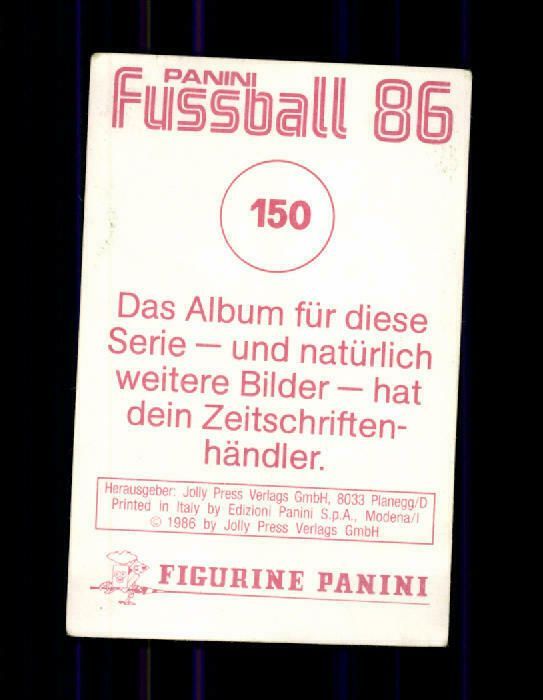 PANINI
Fussball 86
150
Das Album für diese
Serie — und natürlich
weitere Bilder — hat
dein Zeitschriften-
händler.
Herausgeber: Jolly Press Verlags GmbH, 8033 Planegg/D
Printed in Italy by Edizioni Panini S.p.A., Modena/I
© 1986 by Jolly Press Verlags GmbH
FIGURINE PANINI